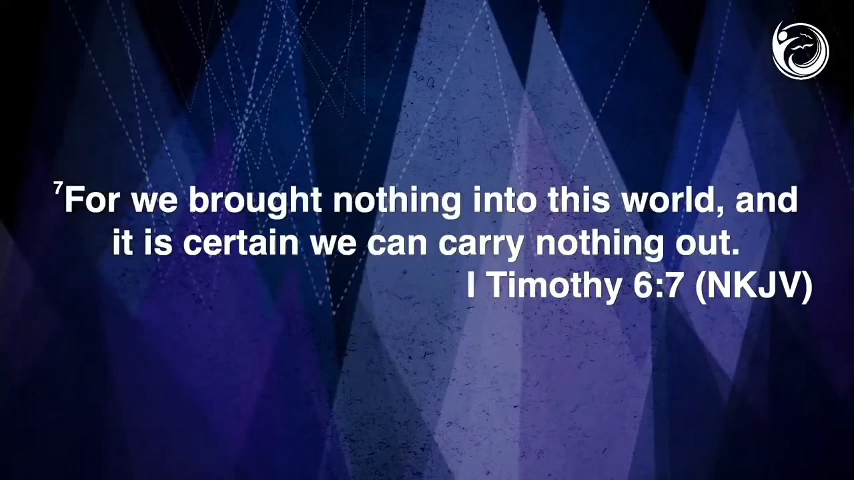 ⁷For we brought nothing into this world, and
it is certain we can carry nothing out.
I Timothy 6:7 (NKJV)